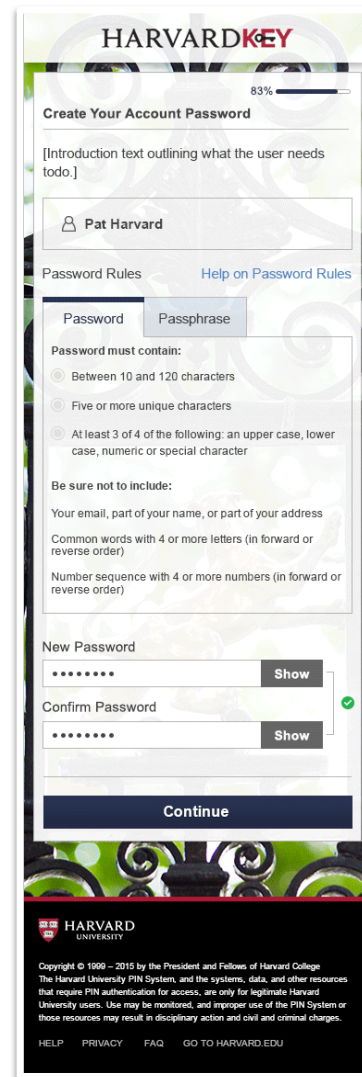 HARVARDKEY
83%
Create Your Account Password
[Introduction text outlining what the user needs
todo.]
Pat Harvard
Password Rules Help on Password Rules
Password Passphrase
Password must contain:
Between 10 and 120 characters
Five or more unique characters
At least 3 of 4 of the following: an upper case, lower
case, numeric or special character
Be sure not to include:
Your email, part of your name, or part of your address
Common words with 4 or more letters (in forward or
reverse order)
Number sequence with 4 or more numbers (in forward or
reverse order)
New Password
•••••••• Show
Confirm Password
•••••••• Show
Continue
HARVARD
UNIVERSITY
Copyright © 1999 – 2015 by the President and Fellows of Harvard College
The Harvard University PIN System, and the systems, data, and other resources
that require PIN authentication for access, are only for legitimate Harvard
University users. Use may be monitored, and improper use of the PIN System or
those resources may result in disciplinary action and civil and criminal charges.
HELP PRIVACY FAQ GO TO HARVARD.EDU